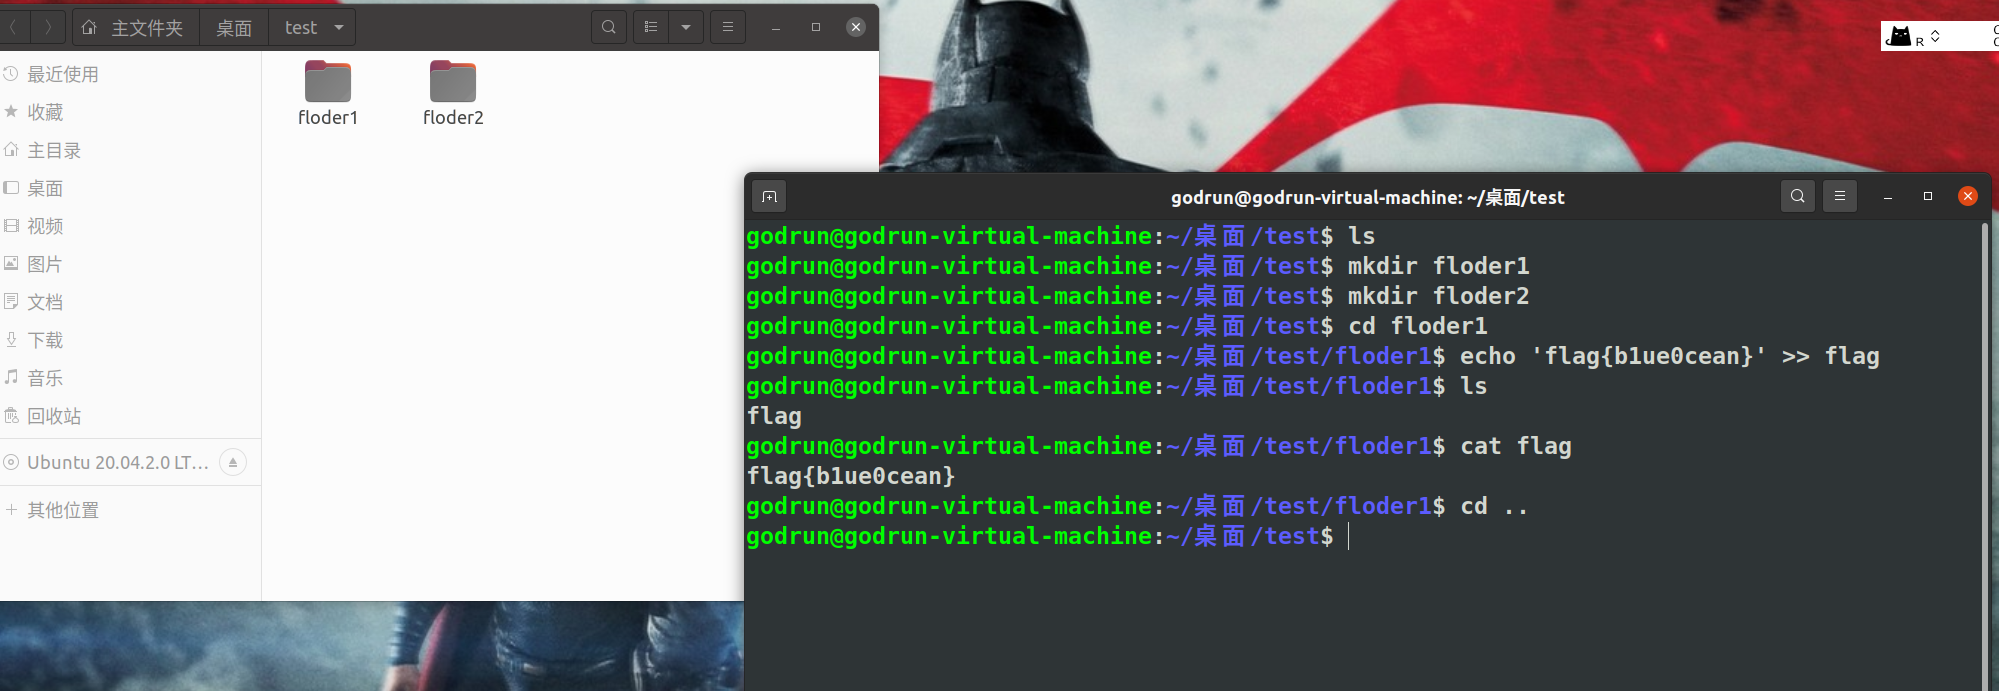 主文件夹 桌面 test
最近使用
收藏
主目录
桌面
视频
图片
文档
下载
音乐
回收站
Ubuntu 20.04.2.0 LT...
其他位置
floder1 floder2
R
godrun@godrun-virtual-machine: ~/桌面/test
godrun@godrun-virtual-machine:~/桌面/test$ ls
godrun@godrun-virtual-machine:~/桌面/test$ mkdir floder1
godrun@godrun-virtual-machine:~/桌面/test$ mkdir floder2
godrun@godrun-virtual-machine:~/桌面/test$ cd floder1
godrun@godrun-virtual-machine:~/桌面/test/floder1$ echo 'flag{b1ue0cean}' >> flag
godrun@godrun-virtual-machine:~/桌面/test/floder1$ ls
flag
godrun@godrun-virtual-machine:~/桌面/test/floder1$ cat flag
flag{b1ue0cean}
godrun@godrun-virtual-machine:~/桌面/test/floder1$ cd ..
godrun@godrun-virtual-machine:~/桌面/test$